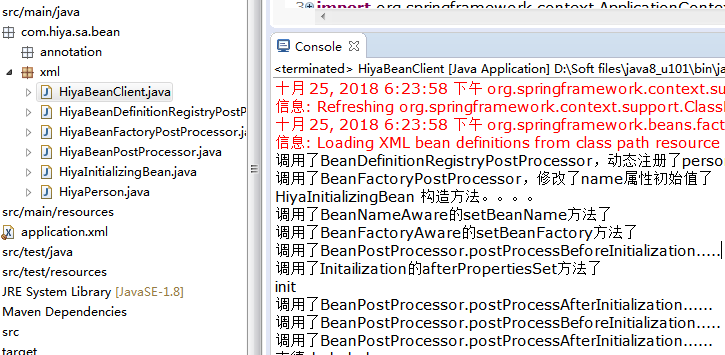 src/main/java
com.hiya.sa.bean
annotation
xml
HiyaBeanClient.java
HiyaBeanDefinitionRegistryPostP
HiyaBeanFactoryPostProcessor.ja
HiyaBeanPostProcessor.java
HiyaInitializingBean.java
HiyaPerson.java
src/main/resources
application.xml
src/test/java
src/test/resources
JRE System Library [JavaSE-1.8]
Maven Dependencies
src
target
3 import org.springframework.context.ApplicationConte
Console
<terminated> HiyaBeanClient [Java Application] D:\Soft files\java8_u101\bin\ja
十月 25, 2018 6:23:58 下午 org.springframework.context.su
信息: Refreshing org.springframework.context.support.Class
十月 25, 2018 6:23:58 下午 org.springframework.beans.fact
信息: Loading XML bean definitions from class path resource
调用了BeanDefinitionRegistryPostProcessor，动态注册了perso
调用了BeanFactoryPostProcessor，修改了name属性初始值了
HiyaInitializingBean 构造方法。。。。
调用了BeanNameAware的setBeanName方法了
调用了BeanFactoryAware的setBeanFactory方法了
调用了BeanPostProcessor.postProcessBeforeInitialization.....
调用了Initailization的afterPropertiesSet方法了
init
调用了BeanPostProcessor.postProcessAfterInitialization......
调用了BeanPostProcessor.postProcessBeforeInitialization.....
调用了BeanPostProcessor.postProcessAfterInitialization......